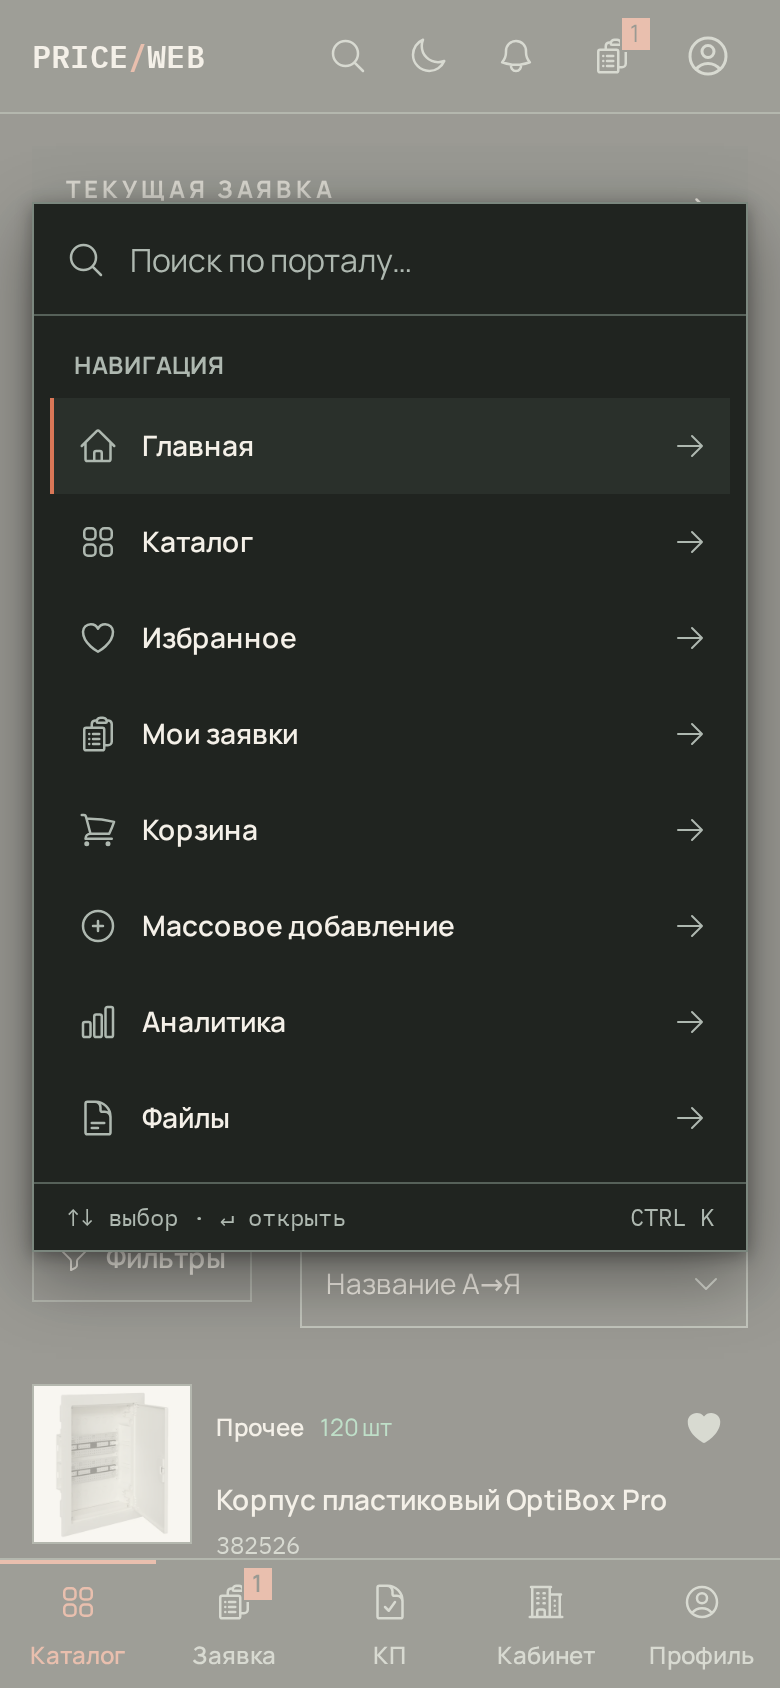 PRICE/WEB
1
ТЕКУЩАЯ ЗАЯВКА
Поиск по порталу...
НАВИГАЦИЯ
Главная
Каталог
Избранное
Мои заявки
Корзина
Массовое добавление
Аналитика
Файлы
↑↓ выбор · ↵ открыть
CTRL K
Фильтры
Название А→Я
Прочее 120 шт
Корпус пластиковый OptiBox Pro
382526
1
Каталог
Заявка
КП
Кабинет
Профиль